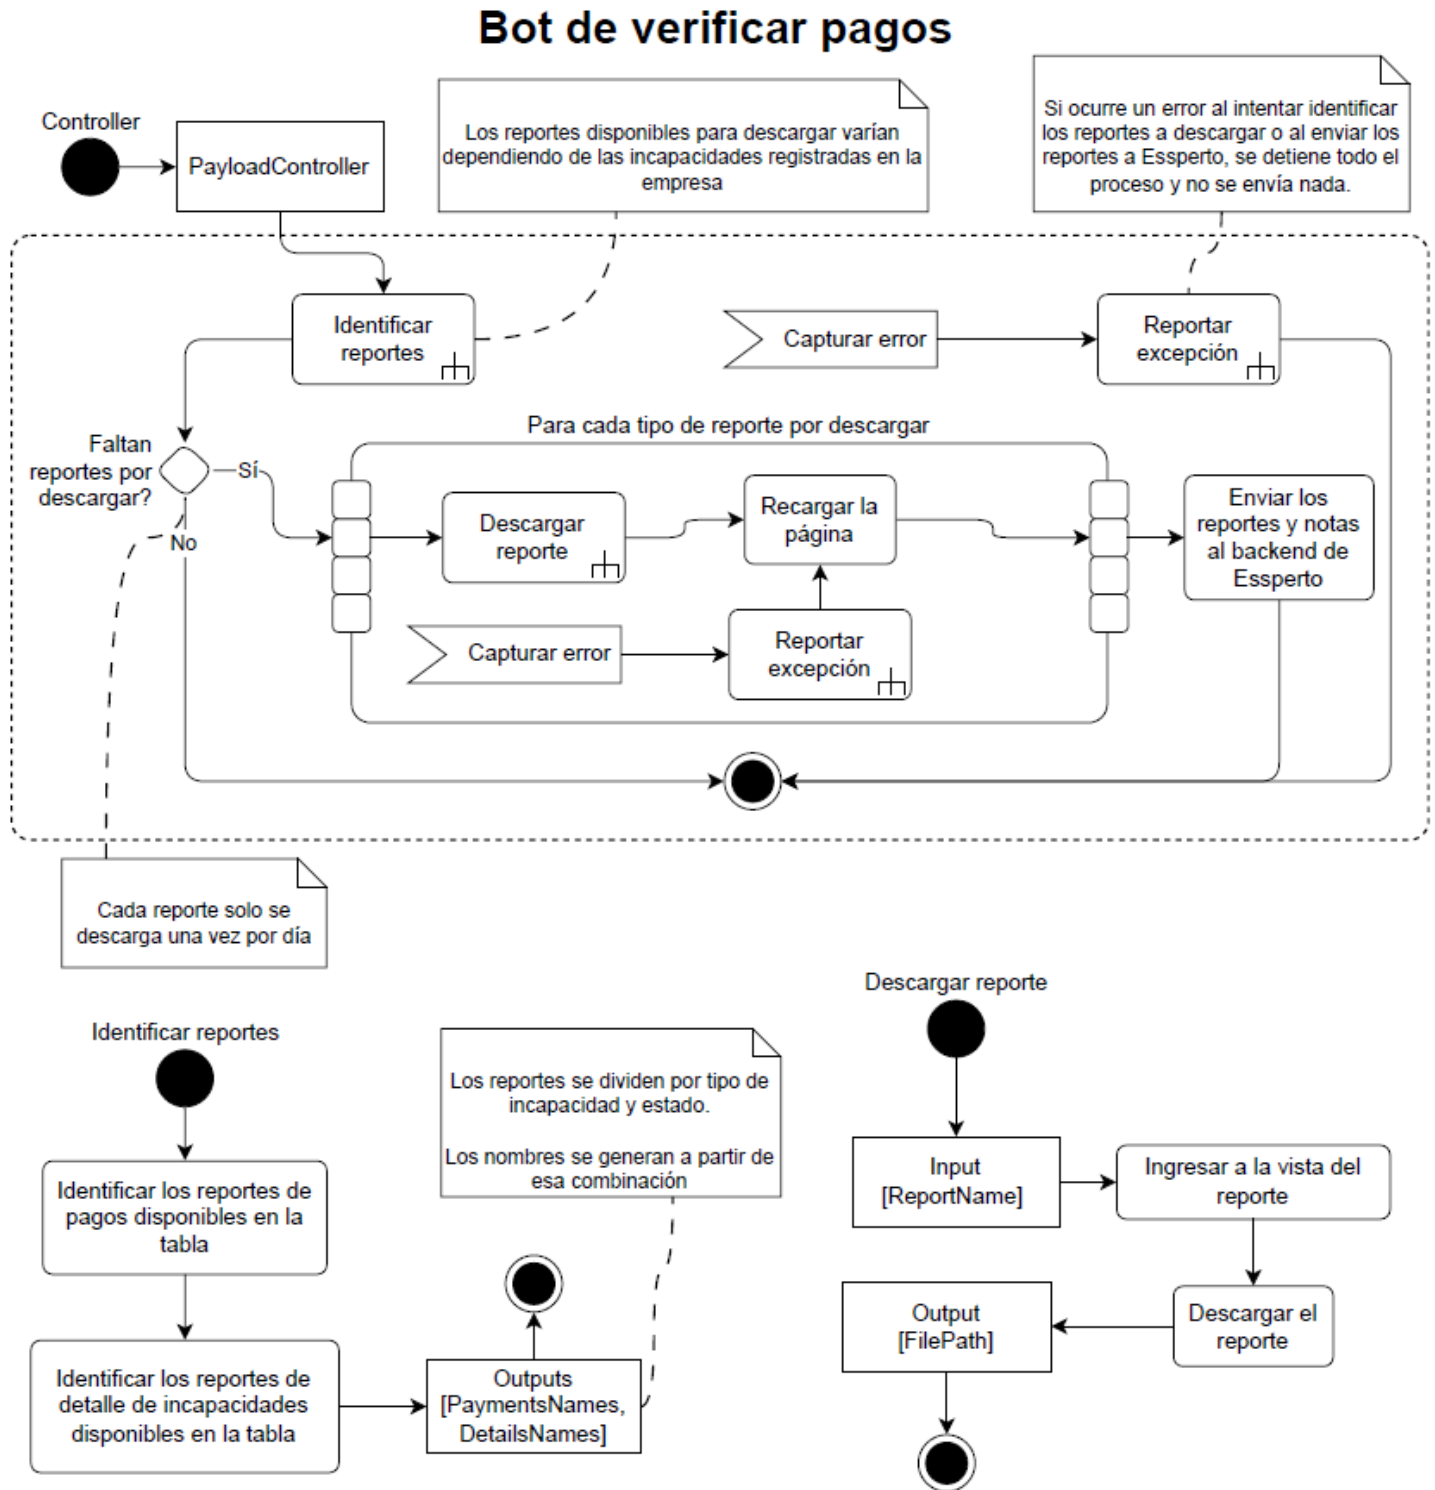 Bot de verificar pagos
Controller
PayloadController
Los reportes disponibles para descargar varían
dependiendo de las incapacidades registradas en la
empresa
Si ocurre un error al intentar identificar
los reportes a descargar o al enviar los
reportes a Essperto, se detiene todo el
proceso y no se envía nada.
Identificar
reportes
Capturar error
Reportar
excepción
Faltan
reportes por
descargar?
Sí
No
Para cada tipo de reporte por descargar
Descargar
reporte
Recargar la
página
Capturar error
Reportar
excepción
Enviar los
reportes y notas
al backend de
Essperto
Cada reporte solo se
descarga una vez por día
Identificar reportes
Identificar los reportes de
pagos disponibles en la
tabla
Identificar los reportes de
detalle de incapacidades
disponibles en la tabla
Los reportes se dividen por tipo de
incapacidad y estado.
Los nombres se generan a partir de
esa combinación
Outputs
[PaymentsNames,
DetailsNames]
Descargar reporte
Input
[ReportName]
Ingresar a la vista del
reporte
Descargar el
reporte
Output
[FilePath]